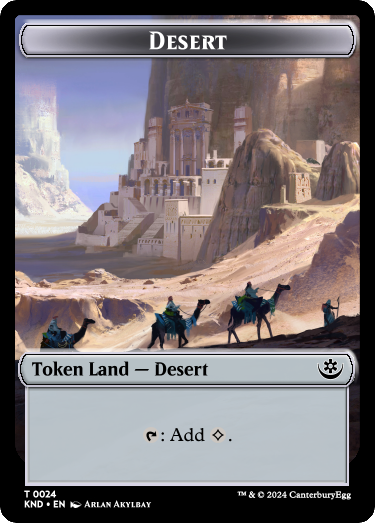 DESERT
Token Land — Desert
: Add .
T 0024
KND • EN ARLAN AKYLBAY
™ & © 2024 CanterburyEgg